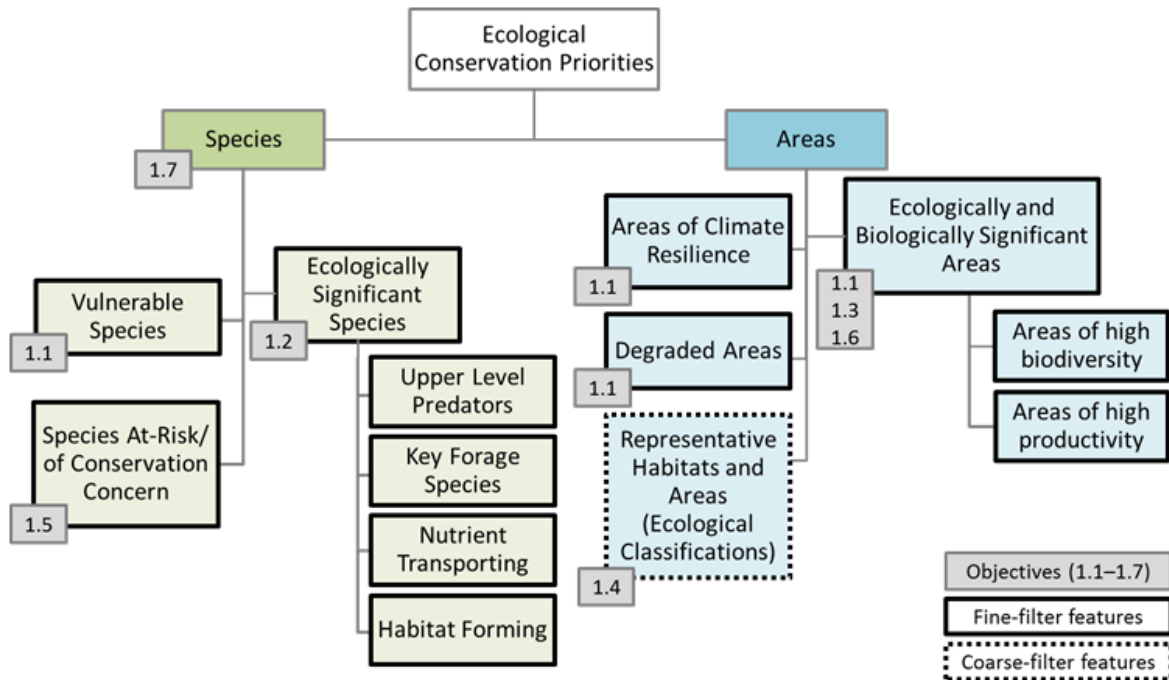 Ecological
Conservation Priorities
Species
1.7
Vulnerable
Species
1.1
Species At-Risk/
of Conservation
Concern
1.5
Ecologically
Significant
Species
1.2
Upper Level
Predators
Key Forage
Species
Nutrient
Transporting
Habitat Forming
Areas
Areas of Climate
Resilience
1.1
Degraded Areas
1.1
Representative
Habitats and
Areas
(Ecological
Classifications)
1.4
Ecologically and
Biologically Significant
Areas
1.1
1.3
1.6
Areas of high
biodiversity
Areas of high
productivity
Objectives (1.1–1.7)
Fine-filter features
Coarse-filter features